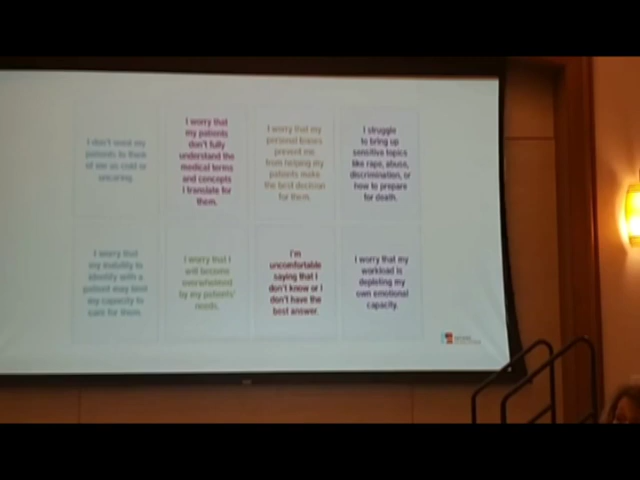 I don't want my
patients to think
of me as cold or
uncaring.
I worry that
my patients
don't fully
understand the
medical terms
and concepts
I translate for
them.
I worry that my
personal biases
prevent me
from helping my
patients make
the best decision
for them.
I struggle
to bring up
sensitive topics
like rape, abuse,
discrimination, or
how to prepare
for death.
I worry that
my inability to
identify with a
patient may limit
my capacity to
care for them.
I worry that I
will become
overwhelmed
by my patients'
needs.
I'm
uncomfortable
saying that I
don't know or I
don't have the
best answer.
I worry that my
workload is
depleting my
own emotional
capacity.